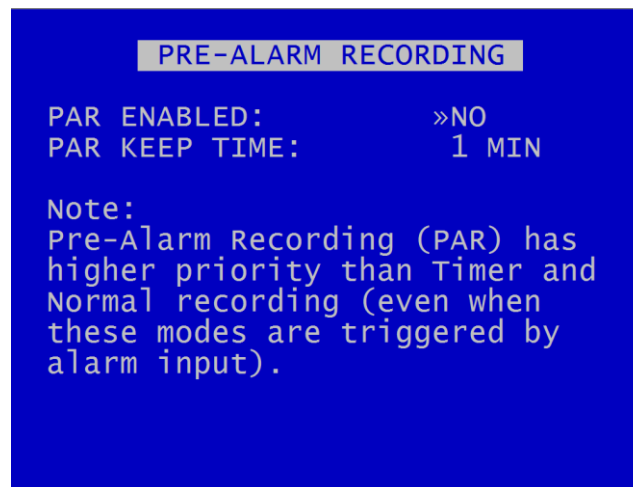 PRE-ALARM RECORDING
PAR ENABLED: »NO
PAR KEEP TIME: 1 MIN
Note:
Pre-Alarm Recording (PAR) has
higher priority than Timer and
Normal recording (even when
these modes are triggered by
alarm input).